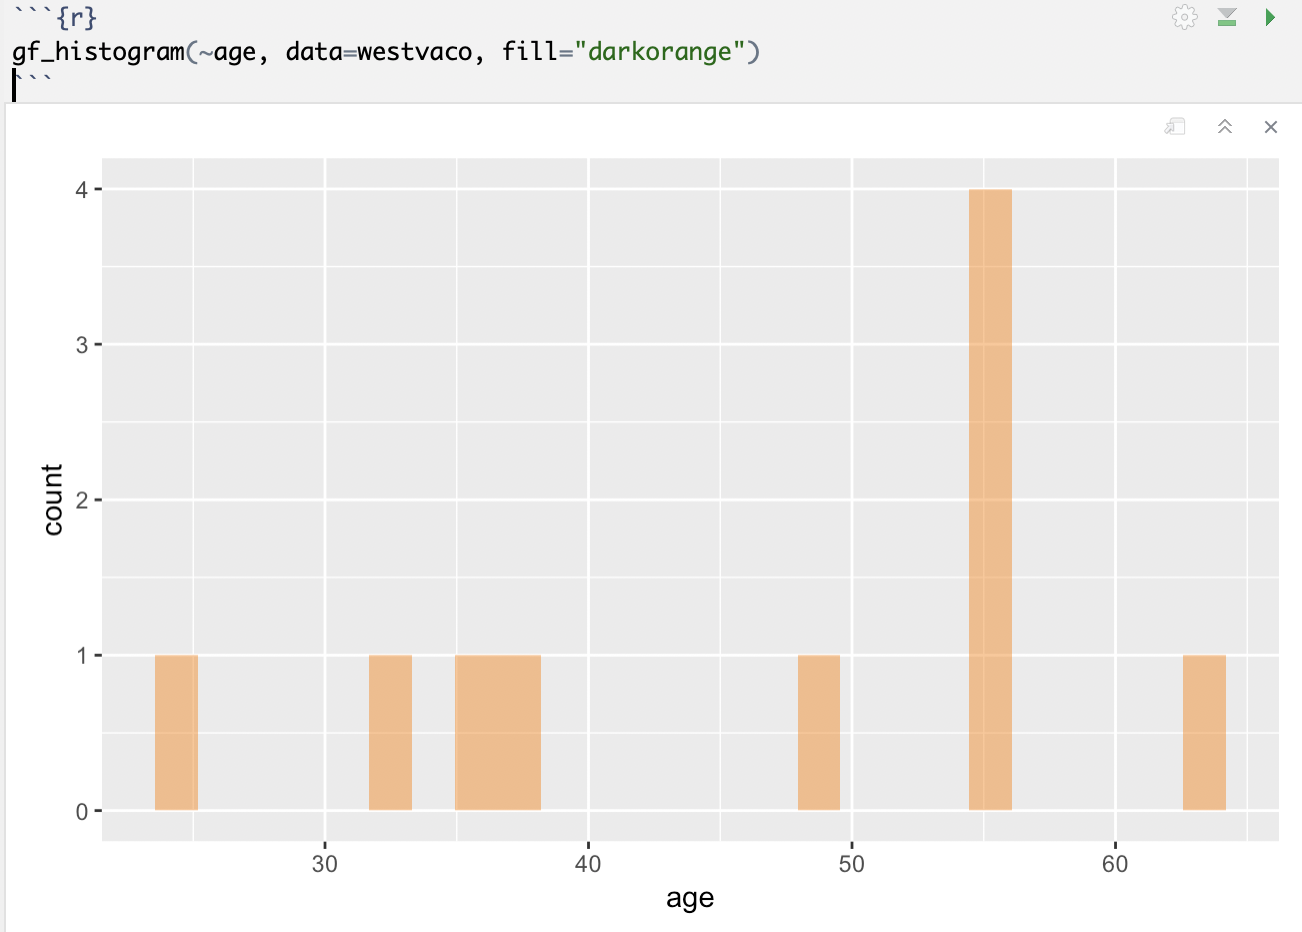 ```{r}
gf_histogram(~age, data=westvaco, fill="darkorange")
```
4
3
2
1
0
count
30 40 50 60
age